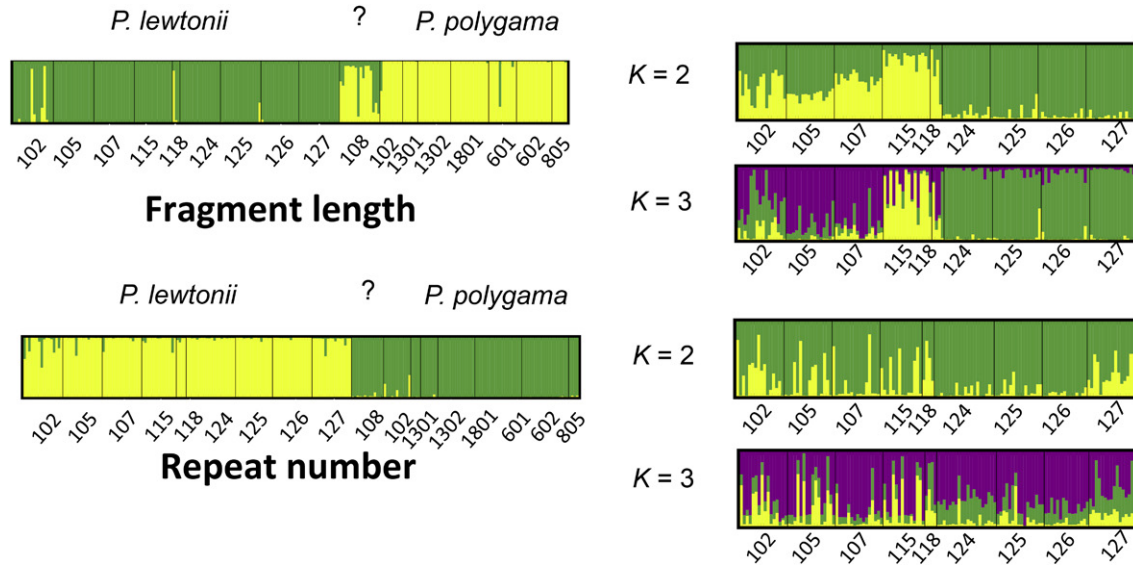 P. lewtonii ? P. polygama
102 105 107 115 118 124 125 126 127 108 102 1301 1302 1801 601 602 805
Fragment length
P. lewtonii ? P. polygama
102 105 107 115 118 124 125 126 127 108 102 1301 1302 1801 601 602 805
Repeat number
K = 2
102 105 107 115 118 124 125 126 127
K = 3
102 105 107 115 118 124 125 126 127
K = 2
102 105 107 115 118 124 125 126 127
K = 3
102 105 107 115 118 124 125 126 127